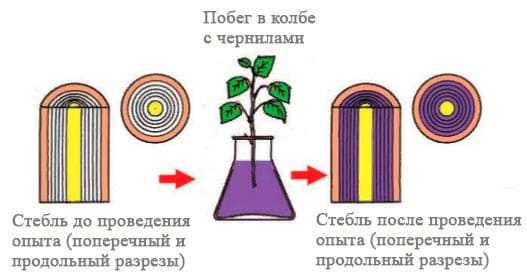 Побег в колбе
с чернилами
Стебль до проведения
опыта (поперечный и
продольный разрезы)
Стебль после проведения
опыта (поперечный и
продольный разрезы)